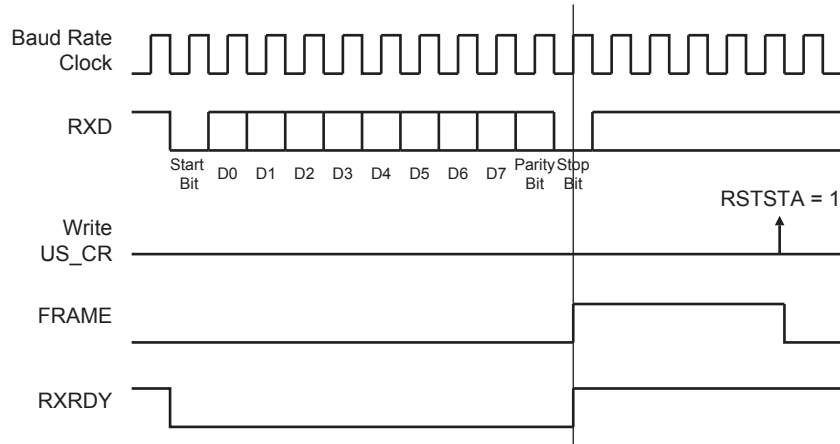 Baud Rate
Clock
RXD
Start
Bit
D0 D1 D2 D3 D4 D5 D6 D7
Parity
Bit
Stop
Bit
RSTSTA = 1
Write
US_CR
FRAME
RXRDY